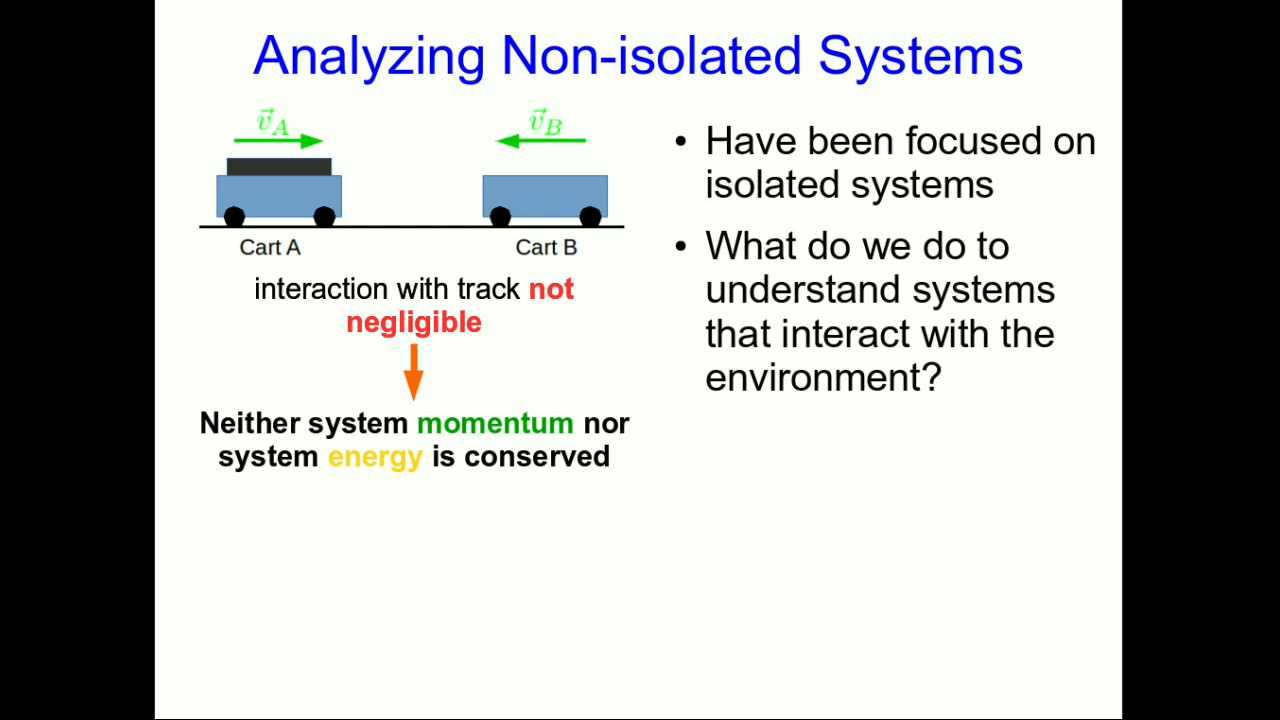 Analyzing Non-isolated Systems
v⃗A
v⃗B
Cart A
Cart B
interaction with track not
negligible
Neither system momentum nor
system energy is conserved
• Have been focused on
isolated systems
• What do we do to
understand systems
that interact with the
environment?